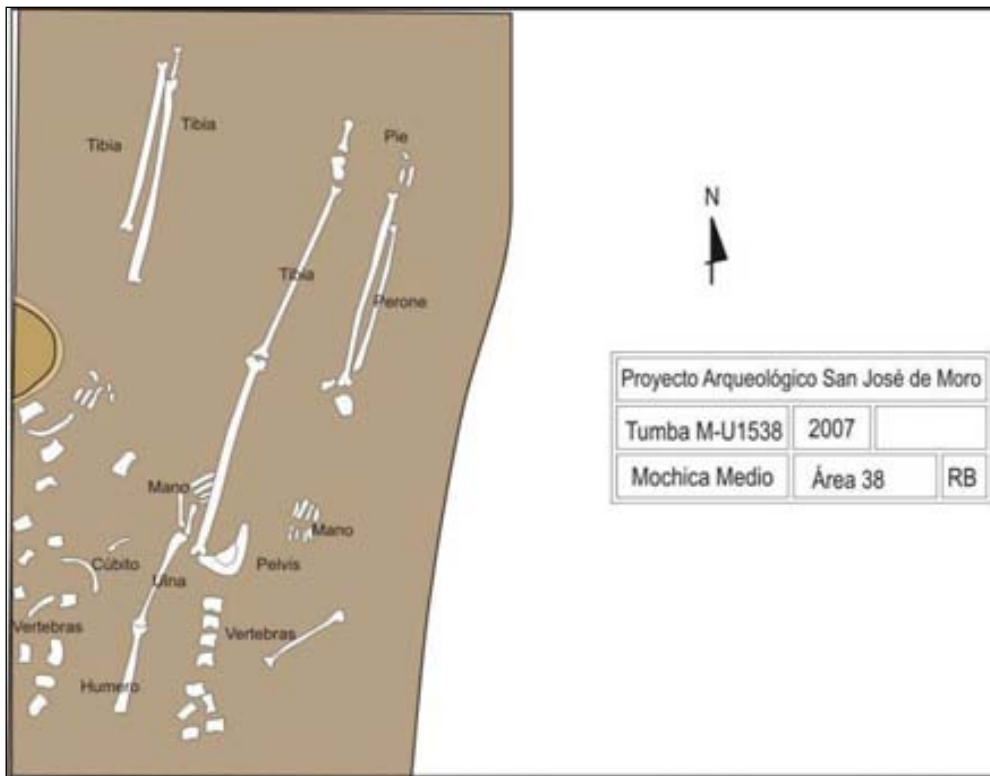 Tibia
Tibia
Pie
Tibia
Perone
Mano
Mano
Cúbito
Ulna
Pelvis
Vertebras
Vertebras
Humero
N
Proyecto Arqueológico San José de Moro
Tumba M-U1538 2007
Mochica Medio Área 38 RB